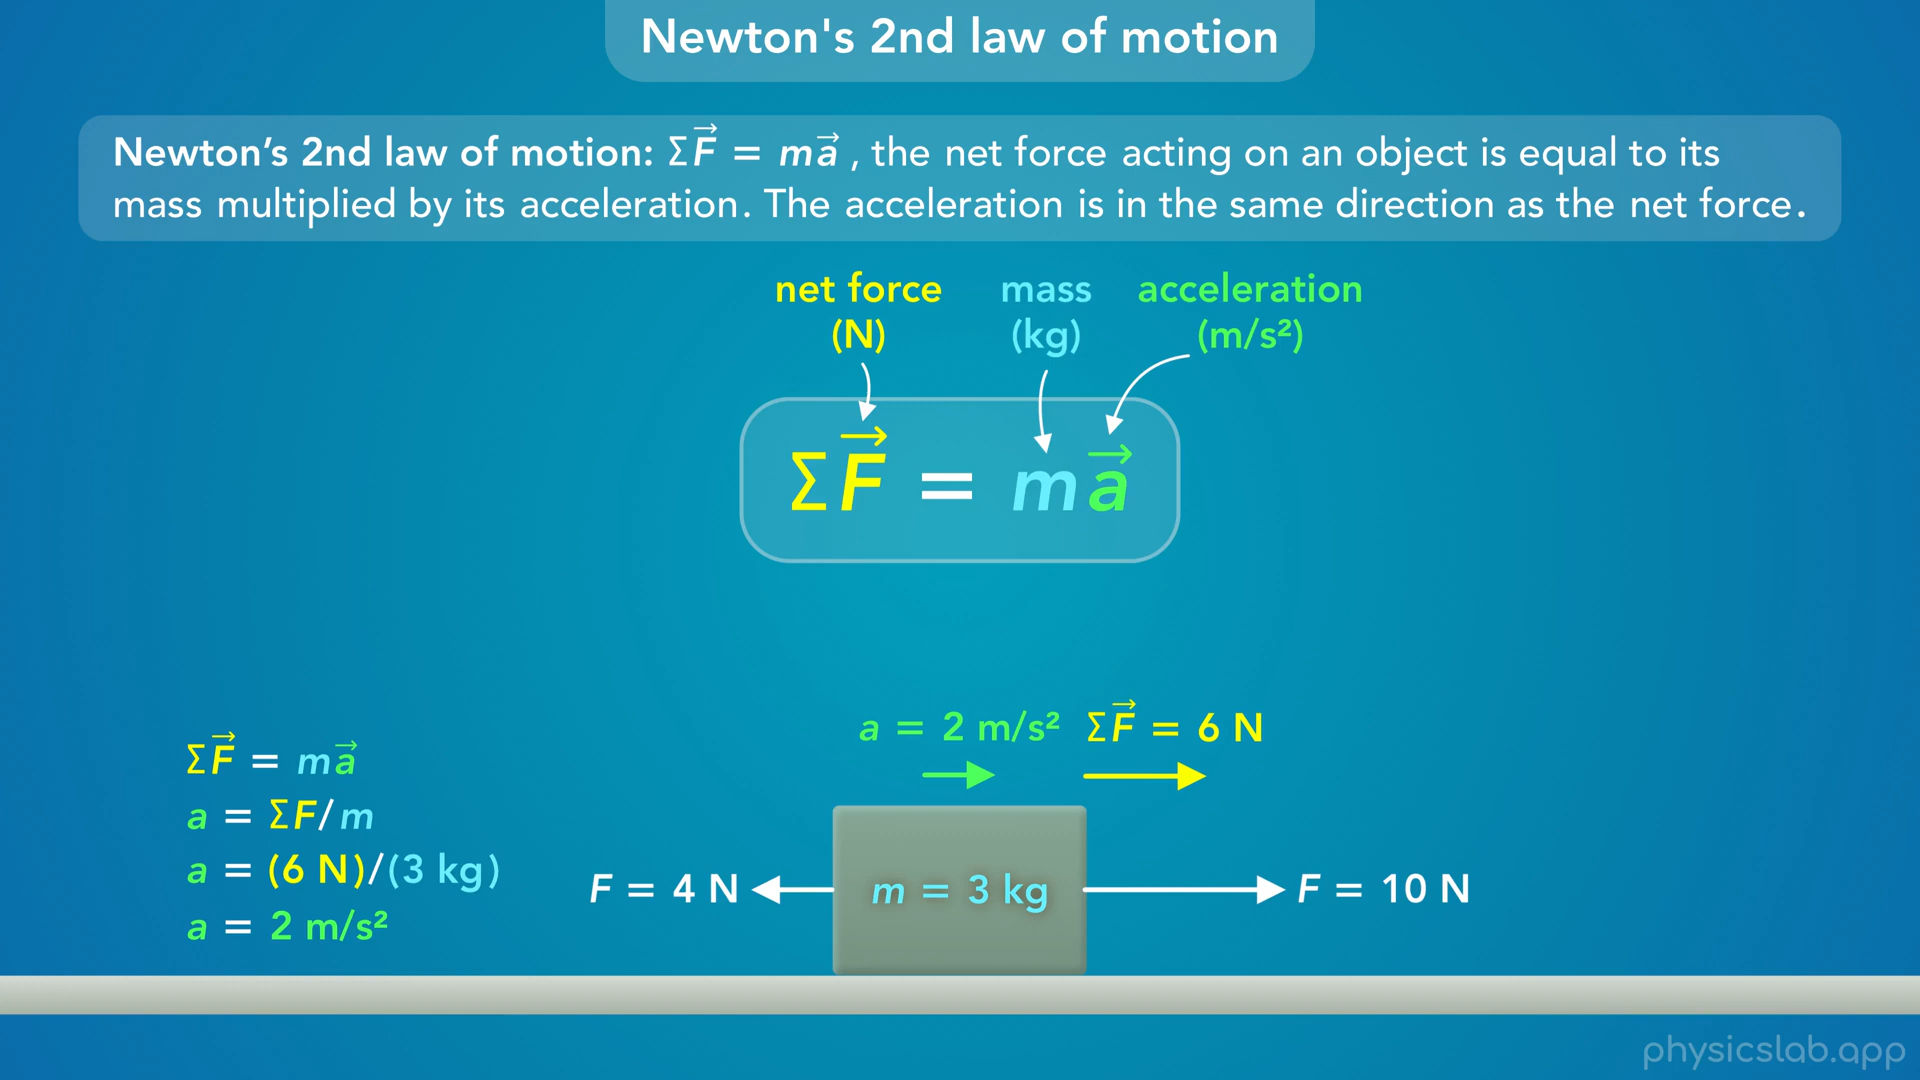 Newton's 2nd law of motion
Newton’s 2nd law of motion: ΣF⃗ = ma⃗ , the net force acting on an object is equal to its
mass multiplied by its acceleration. The acceleration is in the same direction as the net force.
net force mass acceleration
(N) (kg) (m/s²)
ΣF⃗ = ma⃗
a = 2 m/s² ΣF⃗ = 6 N
ΣF⃗ = ma⃗
a = ΣF/m
a = (6 N)/(3 kg)
a = 2 m/s²
F = 4 N m = 3 kg F = 10 N
physicslab.app